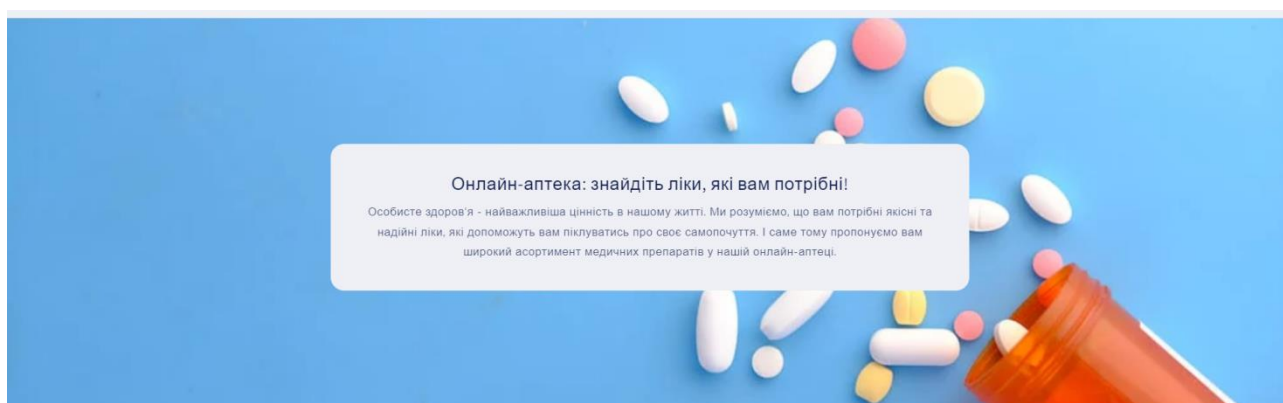 Онлайн-аптека: знайдіть ліки, які вам потрібні!
Особисте здоров'я - найважливіша цінність в нашому житті. Ми розуміємо, що вам потрібні якісні та
надійні ліки, які допоможуть вам піклуватись про своє самопочуття. І саме тому пропонуємо вам
широкий асортимент медичних препаратів у нашій онлайн-аптеці.